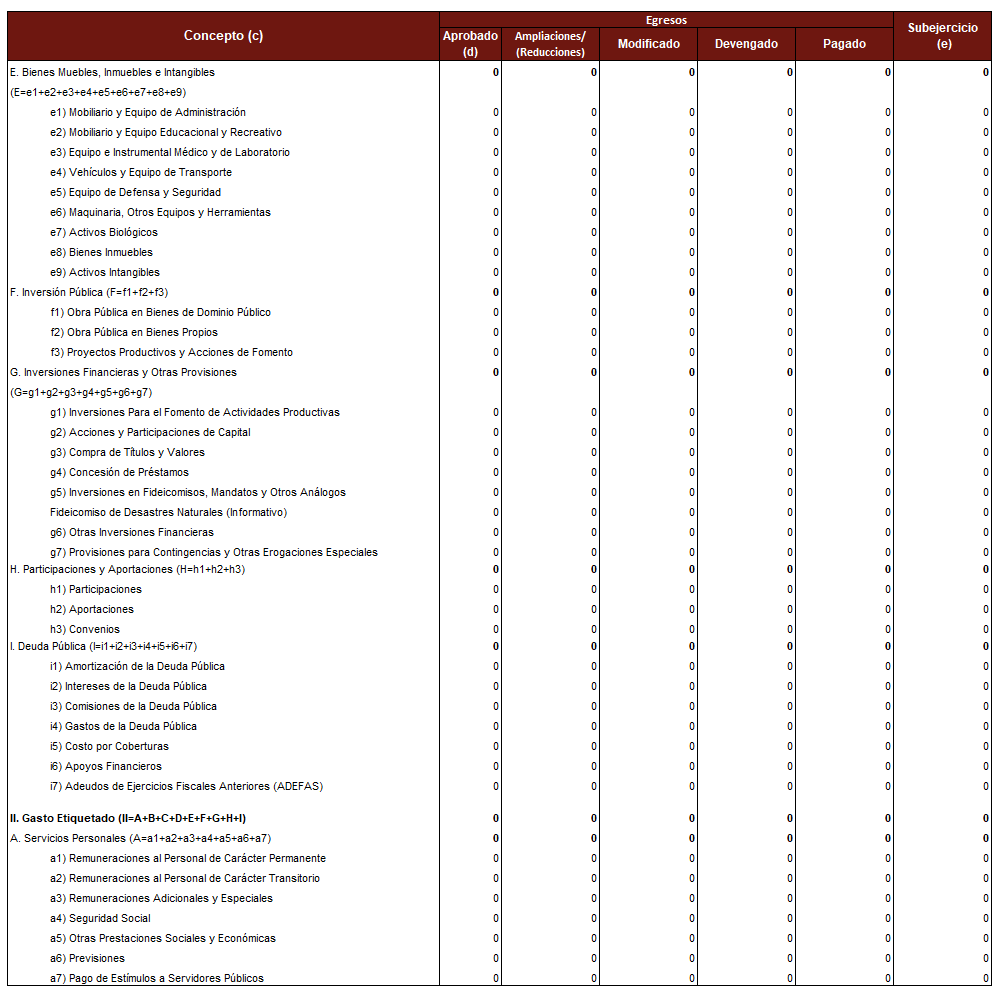 Concepto (c) Egresos Subejercicio (e)
Aprobado (d) Ampliaciones/ (Reducciones) Modificado Devengado Pagado
E. Bienes Muebles, Inmuebles e Intangibles 0 0 0 0 0 0
(E=e1+e2+e3+e4+e5+e6+e7+e8+e9)
e1) Mobiliario y Equipo de Administración 0 0 0 0 0 0
e2) Mobiliario y Equipo Educacional y Recreativo 0 0 0 0 0 0
e3) Equipo e Instrumental Médico y de Laboratorio 0 0 0 0 0 0
e4) Vehículos y Equipo de Transporte 0 0 0 0 0 0
e5) Equipo de Defensa y Seguridad 0 0 0 0 0 0
e6) Maquinaria, Otros Equipos y Herramientas 0 0 0 0 0 0
e7) Activos Biológicos 0 0 0 0 0 0
e8) Bienes Inmuebles 0 0 0 0 0 0
e9) Activos Intangibles 0 0 0 0 0 0
F. Inversión Pública (F=f1+f2+f3) 0 0 0 0 0 0
f1) Obra Pública en Bienes de Dominio Público 0 0 0 0 0 0
f2) Obra Pública en Bienes Propios 0 0 0 0 0 0
f3) Proyectos Productivos y Acciones de Fomento 0 0 0 0 0 0
G. Inversiones Financieras y Otras Provisiones 0 0 0 0 0 0
(G=g1+g2+g3+g4+g5+g6+g7)
g1) Inversiones Para el Fomento de Actividades Productivas 0 0 0 0 0 0
g2) Acciones y Participaciones de Capital 0 0 0 0 0 0
g3) Compra de Títulos y Valores 0 0 0 0 0 0
g4) Concesión de Préstamos 0 0 0 0 0 0
g5) Inversiones en Fideicomisos, Mandatos y Otros Análogos 0 0 0 0 0 0
Fideicomiso de Desastres Naturales (Informativo) 0 0 0 0 0 0
g6) Otras Inversiones Financieras 0 0 0 0 0 0
g7) Provisiones para Contingencias y Otras Erogaciones Especiales 0 0 0 0 0 0
H. Participaciones y Aportaciones (H=h1+h2+h3) 0 0 0 0 0 0
h1) Participaciones 0 0 0 0 0 0
h2) Aportaciones 0 0 0 0 0 0
h3) Convenios 0 0 0 0 0 0
I. Deuda Pública (I=i1+i2+i3+i4+i5+i6+i7) 0 0 0 0 0 0
i1) Amortización de la Deuda Pública 0 0 0 0 0 0
i2) Intereses de la Deuda Pública 0 0 0 0 0 0
i3) Comisiones de la Deuda Pública 0 0 0 0 0 0
i4) Gastos de la Deuda Pública 0 0 0 0 0 0
i5) Costo por Coberturas 0 0 0 0 0 0
i6) Apoyos Financieros 0 0 0 0 0 0
i7) Adeudos de Ejercicios Fiscales Anteriores (ADEFAS) 0 0 0 0 0 0
II. Gasto Etiquetado (II=A+B+C+D+E+F+G+H+I) 0 0 0 0 0 0
A. Servicios Personales (A=a1+a2+a3+a4+a5+a6+a7) 0 0 0 0 0 0
a1) Remuneraciones al Personal de Carácter Permanente 0 0 0 0 0 0
a2) Remuneraciones al Personal de Carácter Transitorio 0 0 0 0 0 0
a3) Remuneraciones Adicionales y Especiales 0 0 0 0 0 0
a4) Seguridad Social 0 0 0 0 0 0
a5) Otras Prestaciones Sociales y Económicas 0 0 0 0 0 0
a6) Previsiones 0 0 0 0 0 0
a7) Pago de Estímulos a Servidores Públicos 0 0 0 0 0 0